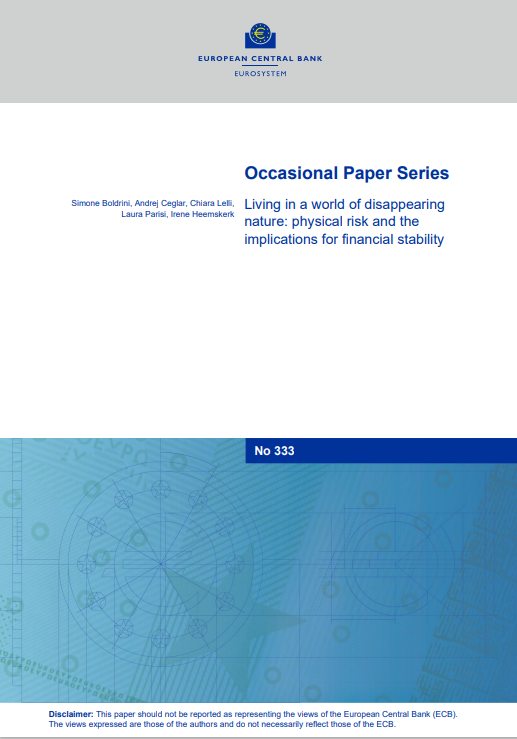 EUROPEAN CENTRAL BANK
EUROSYSTEM
Occasional Paper Series
Simone Boldrini, Andrej Ceglar, Chiara Lelli,
Laura Parisi, Irene Heemskerk
Living in a world of disappearing
nature: physical risk and the
implications for financial stability
No 333
Disclaimer: This paper should not be reported as representing the views of the European Central Bank (ECB).
The views expressed are those of the authors and do not necessarily reflect those of the ECB.